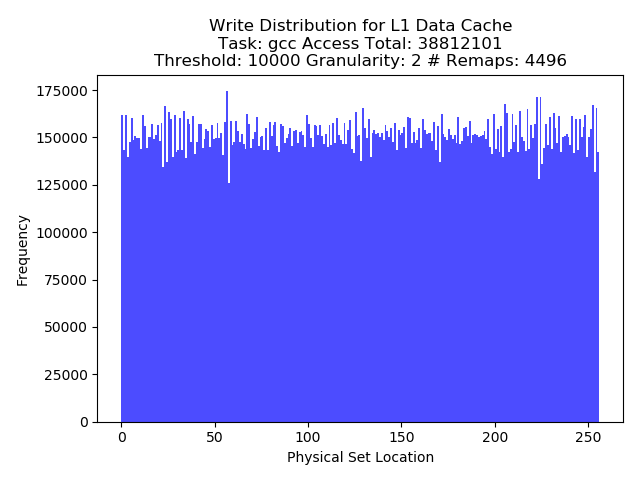 Write Distribution for L1 Data Cache
Task: gcc Access Total: 38812101
Threshold: 10000 Granularity: 2 # Remaps: 4496
175000
150000
125000
100000
75000
50000
25000
0
Frequency
0 50 100 150 200 250
Physical Set Location